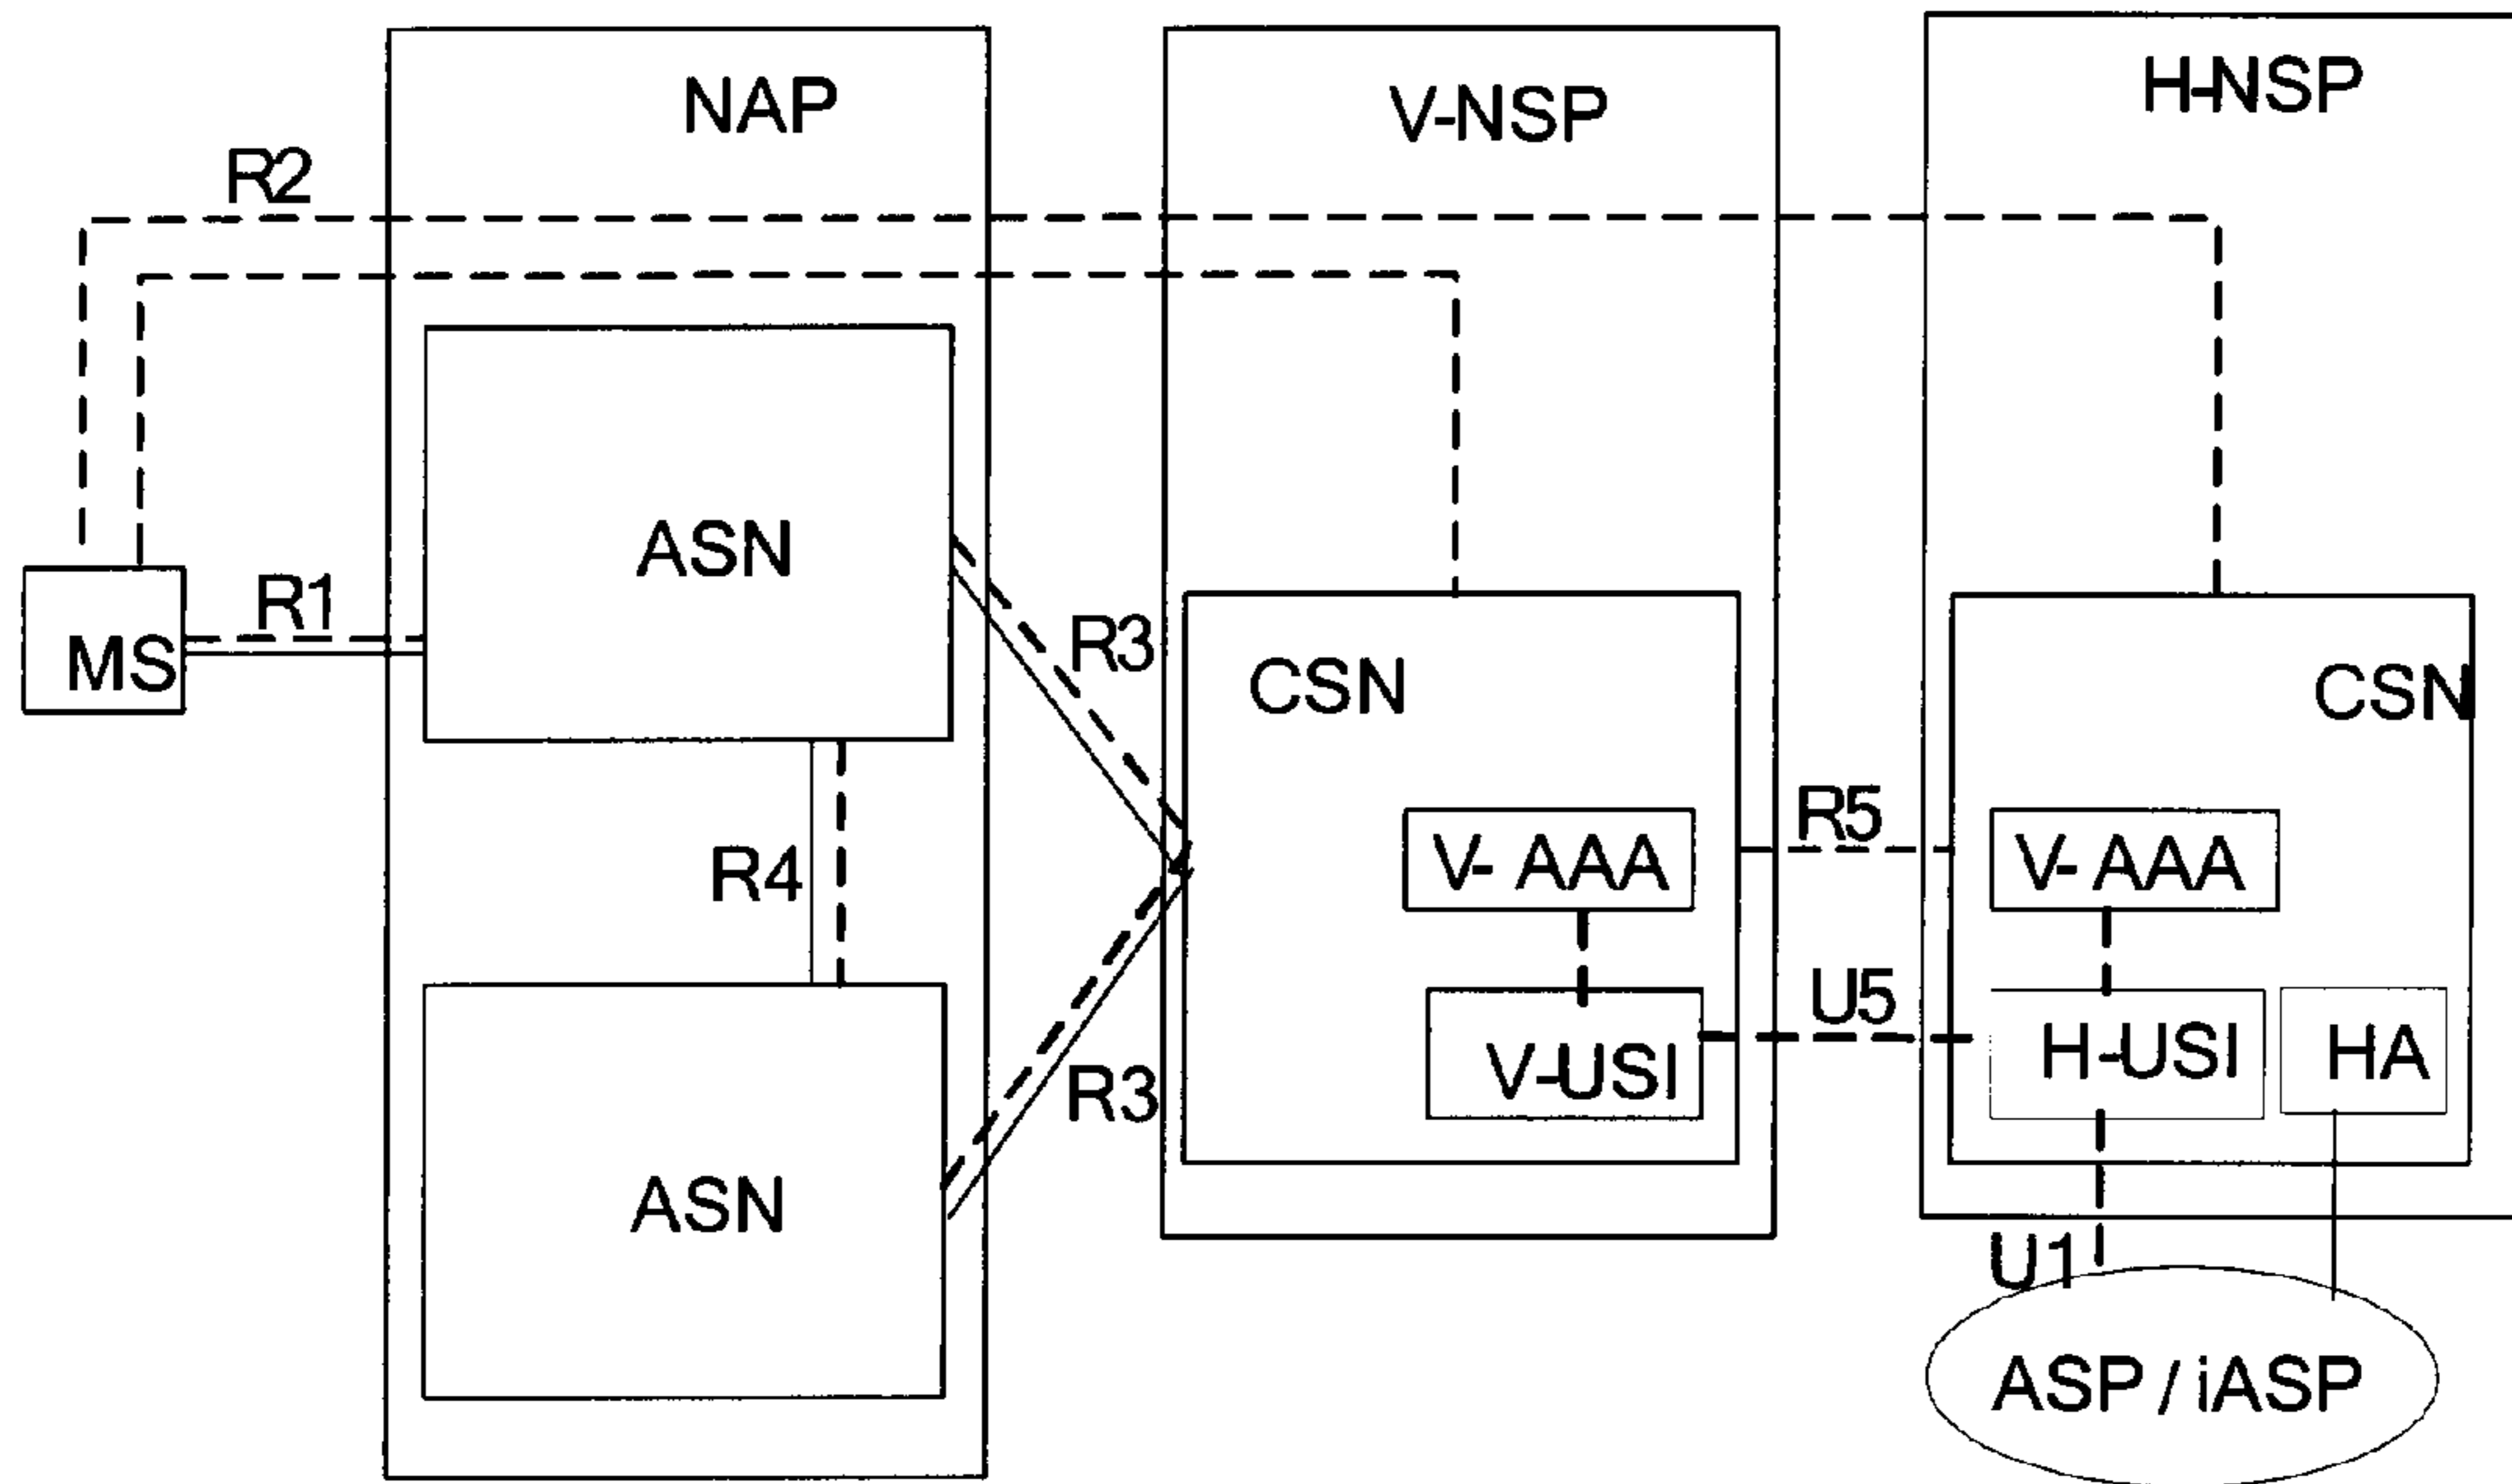 NAP
V-NSP
H-NSP
R2
ASN
R1
MS
R3
CSN
CSN
R4
V- AAA
R5
V- AAA
U5
V-USI
H-USI
HA
R3
ASN
U1
ASP / iASP